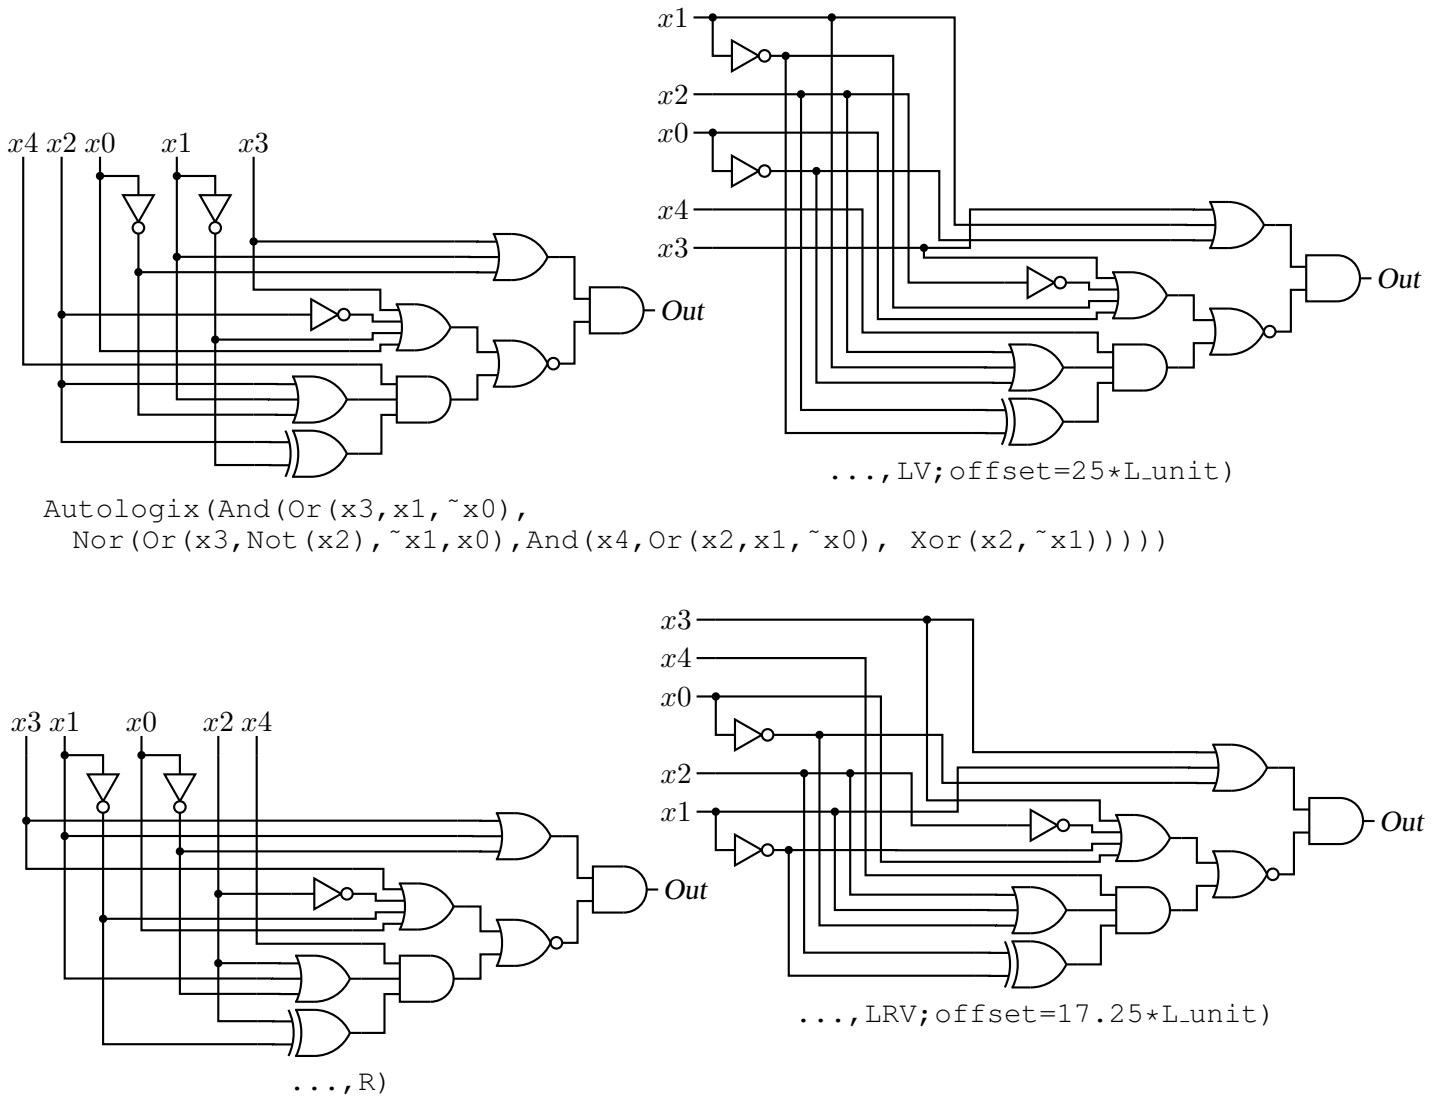 x1
x2
x0
x4
x3
Out
...,LV;offset=25*L_unit)
x4 x2 x0 x1 x3
Out
Autologix(And(Or(x3,x1,~x0),
Nor(Or(x3,Not(x2),~x1,x0),And(x4,Or(x2,x1,~x0), Xor(x2,~x1)))))
x3
x4
x0
x2
x1
Out
...,LRV;offset=17.25*L_unit)
x3 x1 x0 x2 x4
Out
...,R)